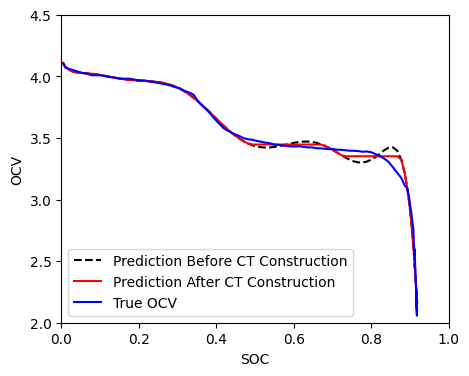 4.5
4.0
3.5
3.0
2.5
2.0
OCV
Prediction Before CT Construction
Prediction After CT Construction
True OCV
0.0 0.2 0.4 0.6 0.8 1.0
SOC